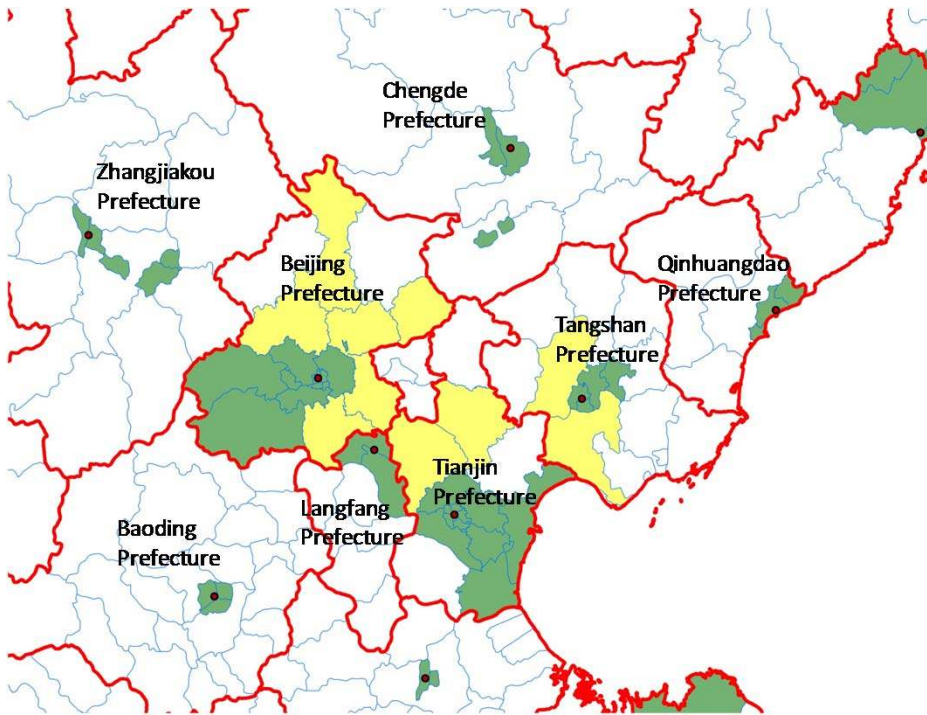 Chengde
Prefecture
Zhangjiakou
Prefecture
Beijing
Prefecture
Qinhuangdao
Prefecture
Tangshan
Prefecture
Tianjin
Prefecture
Langfang
Prefecture
Baoding
Prefecture